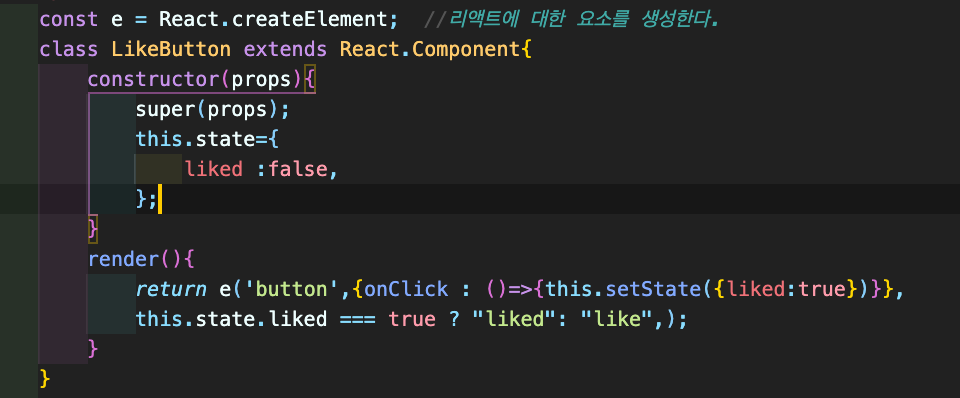 const e = React.createElement;  //리액트에 대한 요소를 생성한다.
class LikeButton extends React.Component{
    constructor(props){
        super(props);
        this.state={
            liked :false,
        };
    }
    render(){
        return e('button',{onClick : ()=>{this.setState({liked:true})}},
        this.state.liked === true ? "liked": "like",);
    }
}